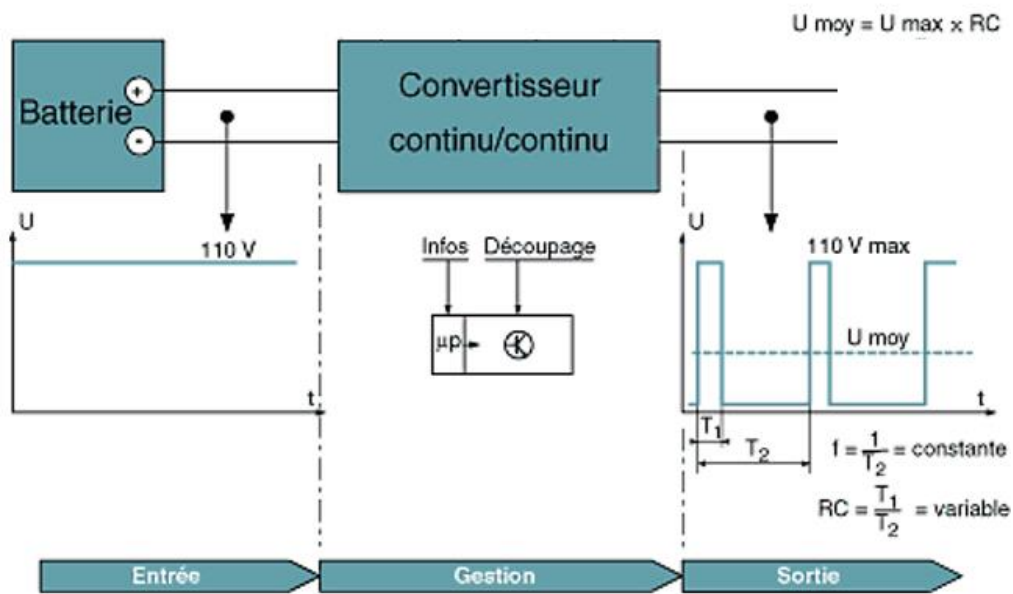 U moy = U max × RC
Batterie
+
-
Convertisseur
continu/continu
U
110 V
t
Infos
Découpage
µp
U
110 V max
U moy
t
T1
T2
f = 1/T2 = constante
RC = T1/T2 = variable
Entrée
Gestion
Sortie